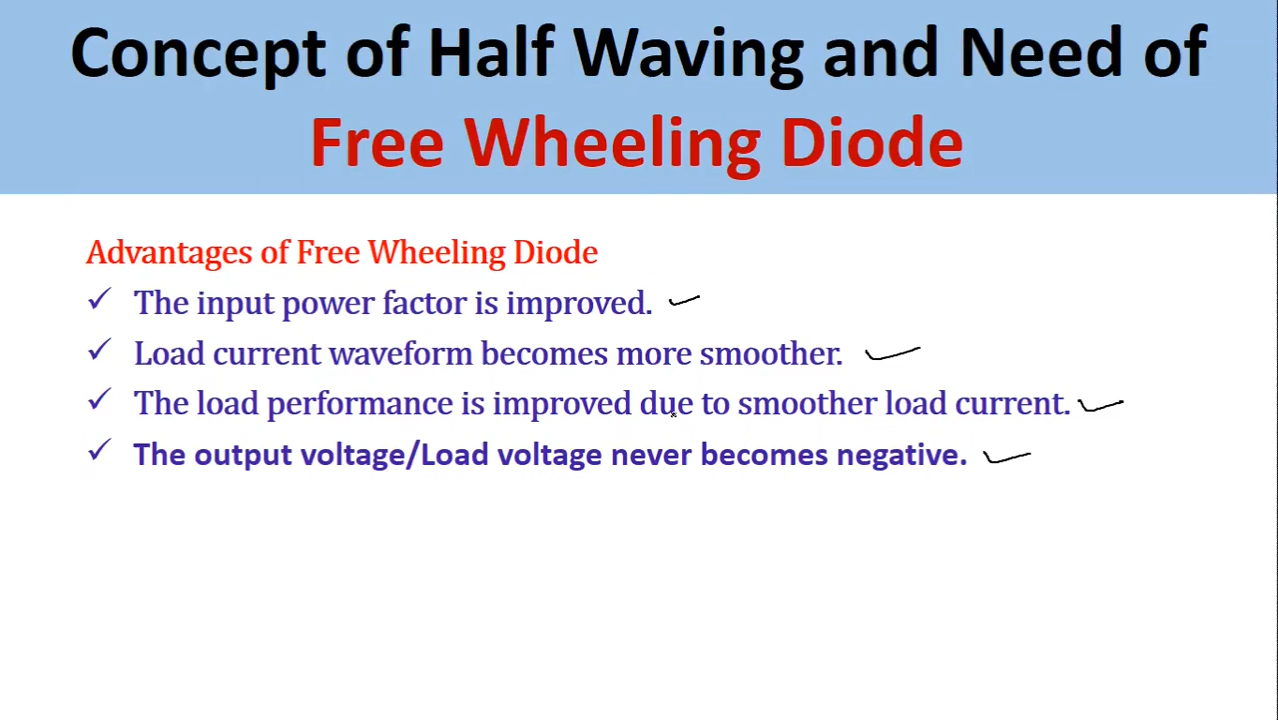 Concept of Half Waving and Need of
Free Wheeling Diode
Advantages of Free Wheeling Diode
✓ The input power factor is improved.
✓ Load current waveform becomes more smoother.
✓ The load performance is improved due to smoother load current.
✓ The output voltage/Load voltage never becomes negative.